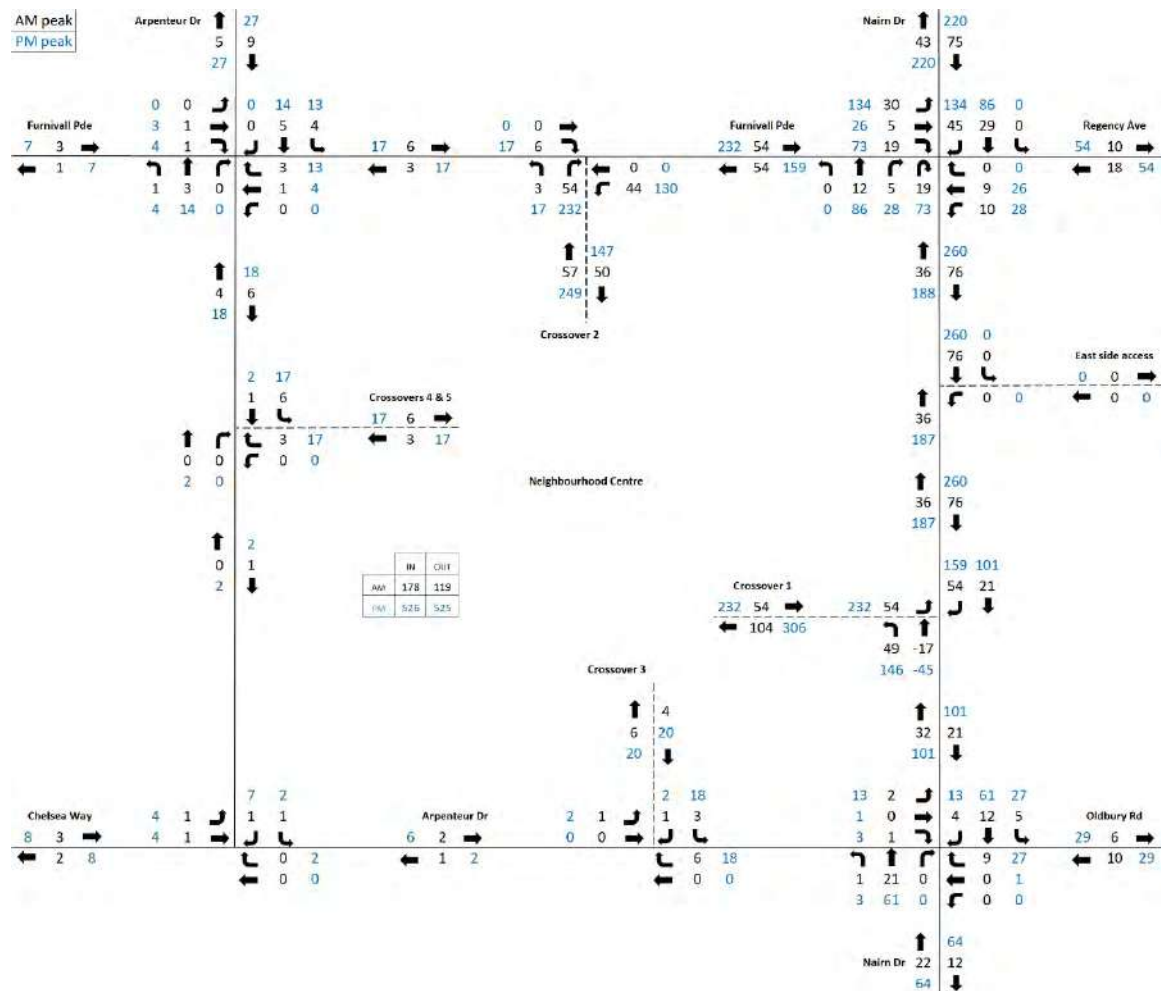 AM peak Arpenteur Dr 27 Nairn Dr 220
PM peak 5 9 43 75
27 220
0 0 0 14 13 134 30 134 86 0
Furnivall Pde 3 1 0 5 4 0 0 Furnivall Pde 26 5 45 29 0 Regency Ave
7 3 4 1 17 6 17 6 232 54 73 19 54 10
1 7 3 13 3 17 0 0 54 159 0 0 18 54
1 3 0 1 4 3 54 44 130 0 12 5 19 9 26
4 14 0 0 0 17 232 0 86 28 73 10 28
18 147 260
4 6 57 50 36 76
18 249 188
Crossover 2 260 0
76 0 East side access
2 17 0 0
1 6 Crossovers 4 & 5 0 0 0 0
17 6 36
3 17 3 17 187
0 0 0 0
2 0 Neighbourhood Centre 260
36 76
187
2
0 1 IN OUT 159 101
2 AM 178 119 Crossover 1 54 21
PM 526 525 232 54 232 54
104 306
49 -17
Crossover 3 146 -45
4 101
6 20 32 21
20 101
7 2 2 18 13 2 13 61 27
Chelsea Way 4 1 1 1 Arpenteur Dr 2 1 1 3 1 0 4 12 5 Oldbury Rd
8 3 4 1 6 2 0 0 3 1 29 6
2 8 0 2 1 2 6 18 9 27 10 29
0 0 0 0 1 21 0 0 1
3 61 0 0 0
64
Nairn Dr 22 12
64